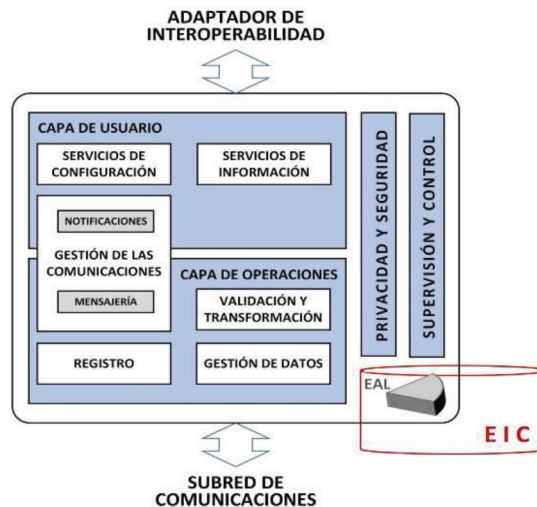 ADAPTADOR DE
INTEROPERABILIDAD
CAPA DE USUARIO
SERVICIOS DE
CONFIGURACIÓN
SERVICIOS DE
INFORMACIÓN
NOTIFICACIONES
GESTIÓN DE LAS
COMUNICACIONES
MENSAJERÍA
CAPA DE OPERACIONES
VALIDACIÓN Y
TRANSFORMACIÓN
REGISTRO
GESTIÓN DE DATOS
PRIVACIDAD Y SEGURIDAD
SUPERVISIÓN Y CONTROL
EAL
EIC
SUBRED DE
COMUNICACIONES